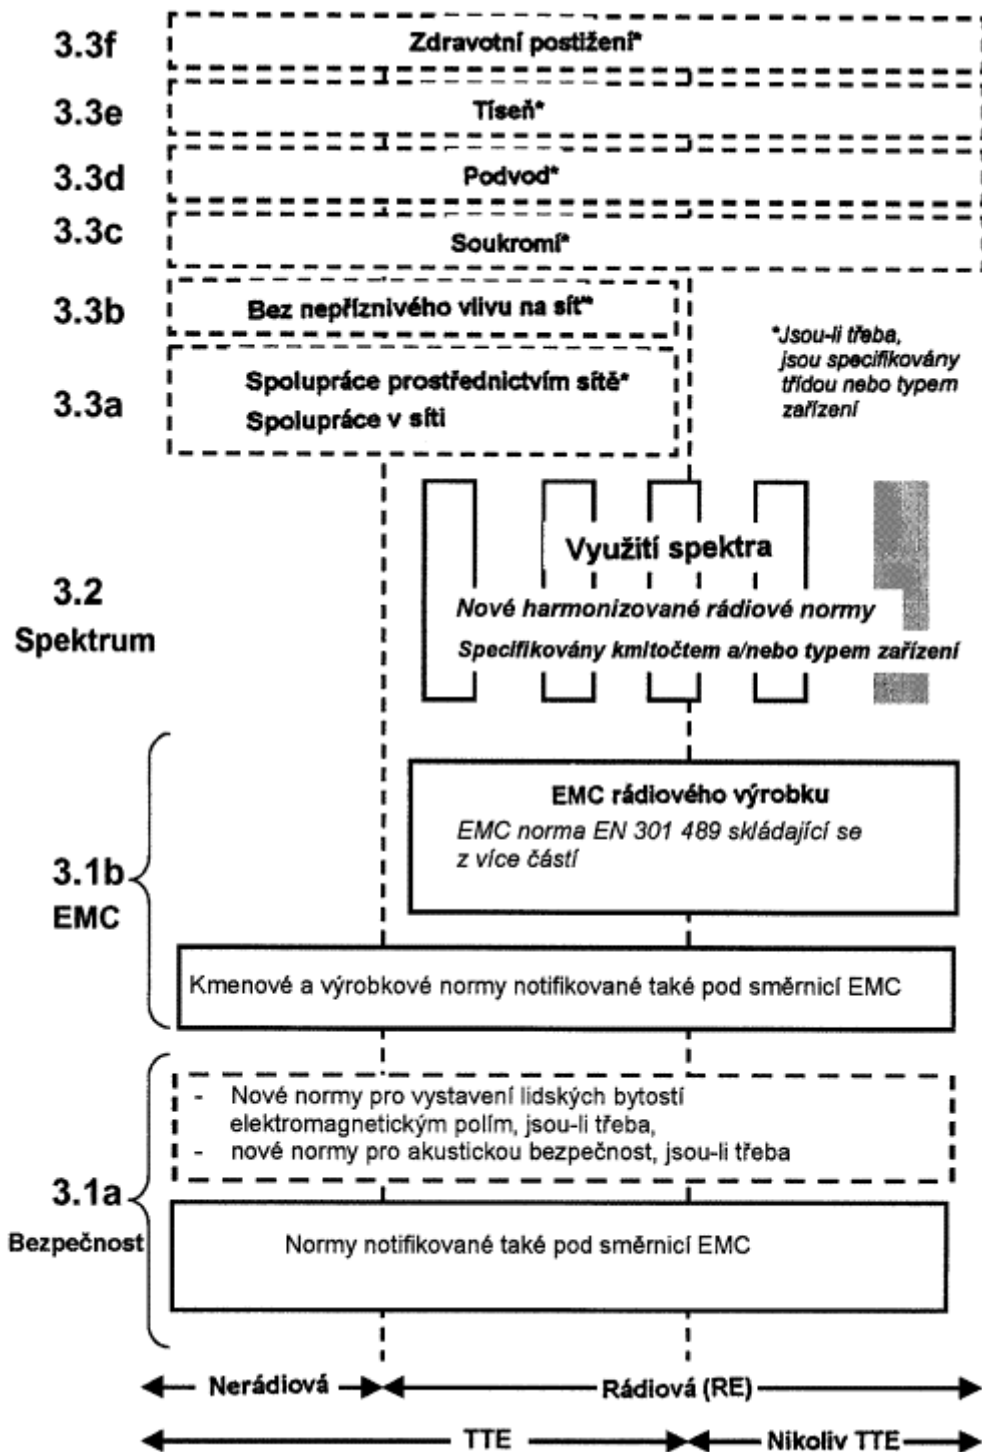 3.3f
Zdravotní postižení*
3.3e
Tíseň*
3.3d
Podvod*
3.3c
Soukromí*
3.3b
Bez nepříznivého vlivu na síť*
3.3a
Spolupráce prostřednictvím sítě*
Spolupráce v síti
*Jsou-li třeba,
jsou specifikovány
třídou nebo typem
zařízení
3.2
Spektrum
Využití spektra
Nové harmonizované rádiové normy
Specifikovány kmitočtem a/nebo typem zařízení
3.1b
EMC
EMC rádiového výrobku
EMC norma EN 301 489 skládající se
z více částí
Kmenové a výrobkové normy notifikované také pod směrnicí EMC
3.1a
Bezpečnost
- Nové normy pro vystavení lidských bytostí
elektromagnetickým polím, jsou-li třeba,
- nové normy pro akustickou bezpečnost, jsou-li třeba
Normy notifikované také pod směrnicí EMC
Nerádiová
Rádiová (RE)
TTE
Nikoliv TTE